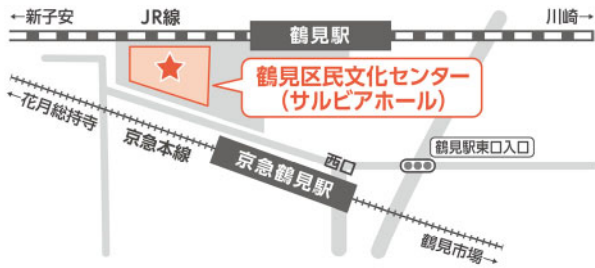 ←新子安
JR線
川崎→
鶴見駅
鶴見区民文化センター
(サルビアホール)
←花月総持寺
京急本線
西口
京急鶴見駅
鶴見駅東口入口
鶴見市場→